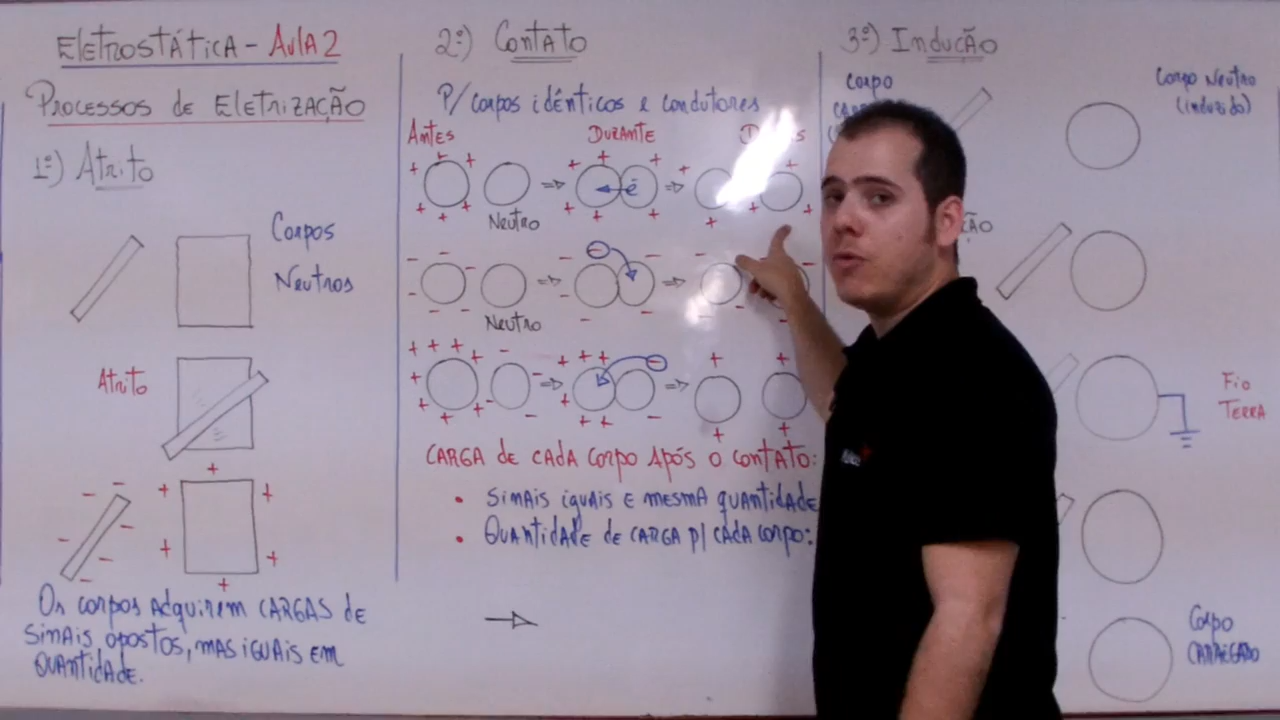 Eletrostática - Aula 2
Processos de Eletrização
1º) Atrito
Corpos
Neutros
Atrito
Os corpos adquirem cargas de
sinais opostos, mas iguais em
quantidade.
2º) Contato
P/ corpos idênticos e condutores
Antes
Durante
Neutro
ē
Neutro
Carga de cada corpo após o contato:
• Sinais iguais e mesma quantidade
• Quantidade de carga p/ cada corpo:
3º) Indução
Corpo
Corpo Neutro
(induzido)
Fio
Terra
Corpo
Carregado